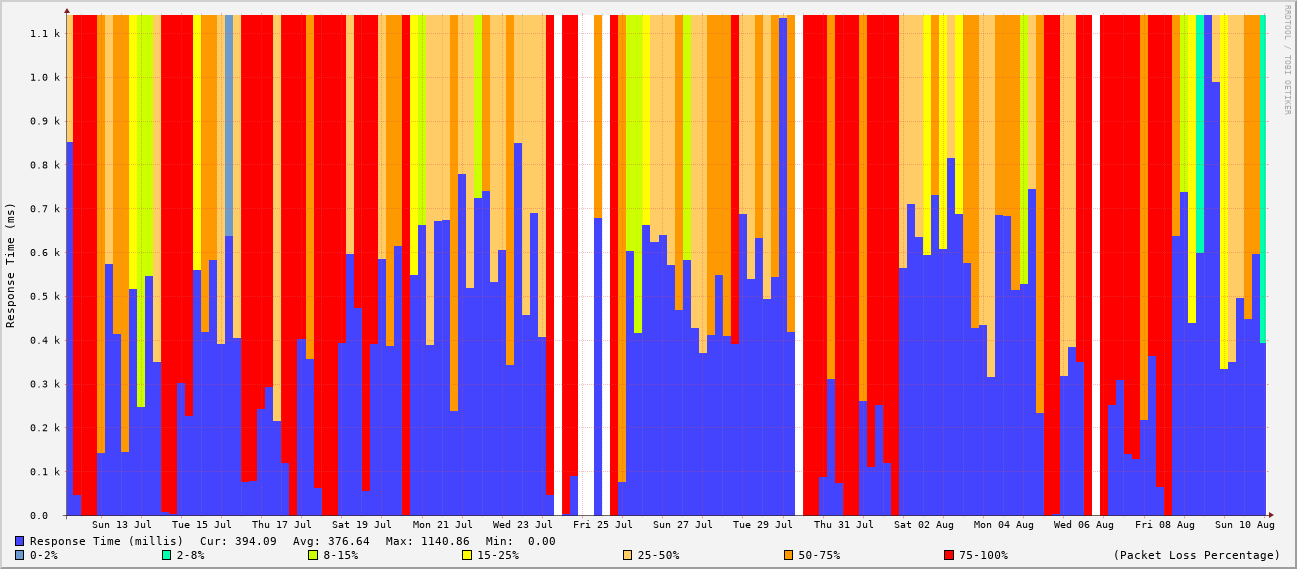 RRDTOOL / TOBI OETIKER
Response Time (ms)
1.1 k
1.0 k
0.9 k
0.8 k
0.7 k
0.6 k
0.5 k
0.4 k
0.3 k
0.2 k
0.1 k
0.0
Sun 13 Jul Tue 15 Jul Thu 17 Jul Sat 19 Jul Mon 21 Jul Wed 23 Jul Fri 25 Jul Sun 27 Jul Tue 29 Jul Thu 31 Jul Sat 02 Aug Mon 04 Aug Wed 06 Aug Fri 08 Aug Sun 10 Aug
Response Time (millis) Cur: 394.09 Avg: 376.64 Max: 1140.86 Min: 0.00
0-2% 2-8% 8-15% 15-25% 25-50% 50-75% 75-100% (Packet Loss Percentage)